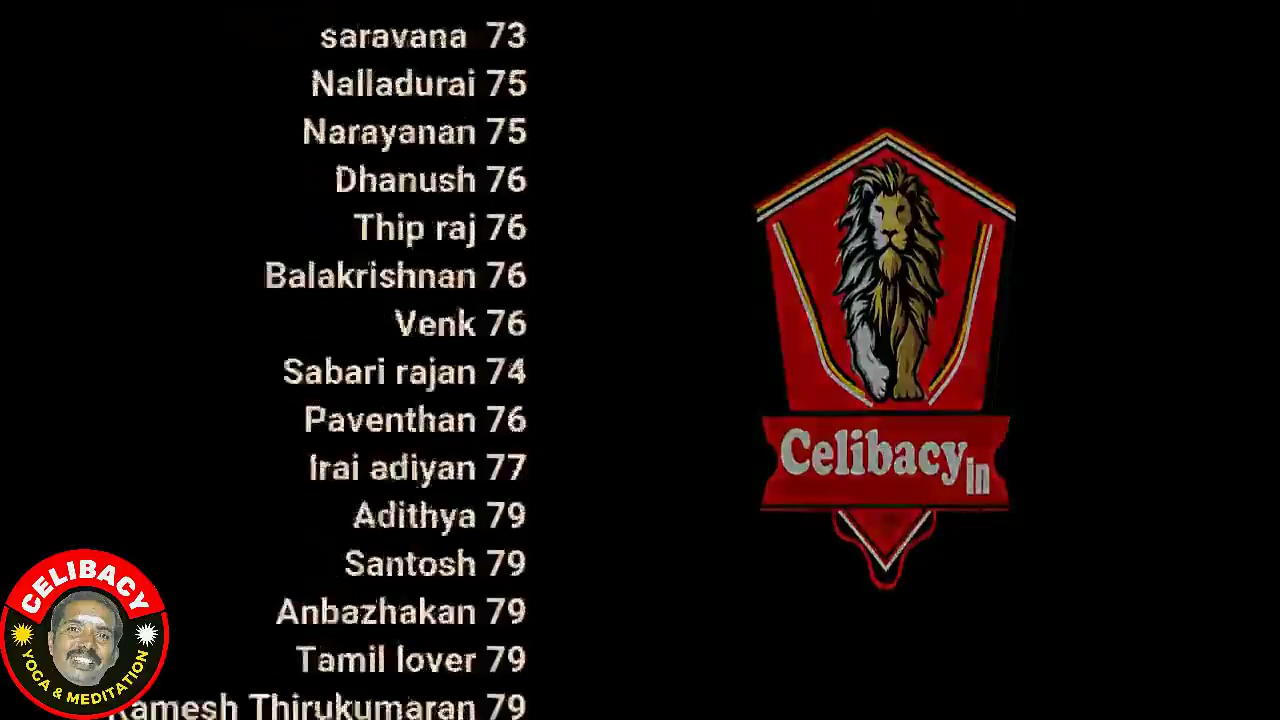 saravana 73
Nalladurai 75
Narayanan 75
Dhanush 76
Thip raj 76
Balakrishnan 76
Venk 76
Sabari rajan 74
Paventhan 76
Irai adiyan 77
Adithya 79
Santosh 79
Anbazhakan 79
Tamil lover 79
Ramesh Thirukumaran 79
Celibacy in
CELIBACY
YOGA & MEDITATION